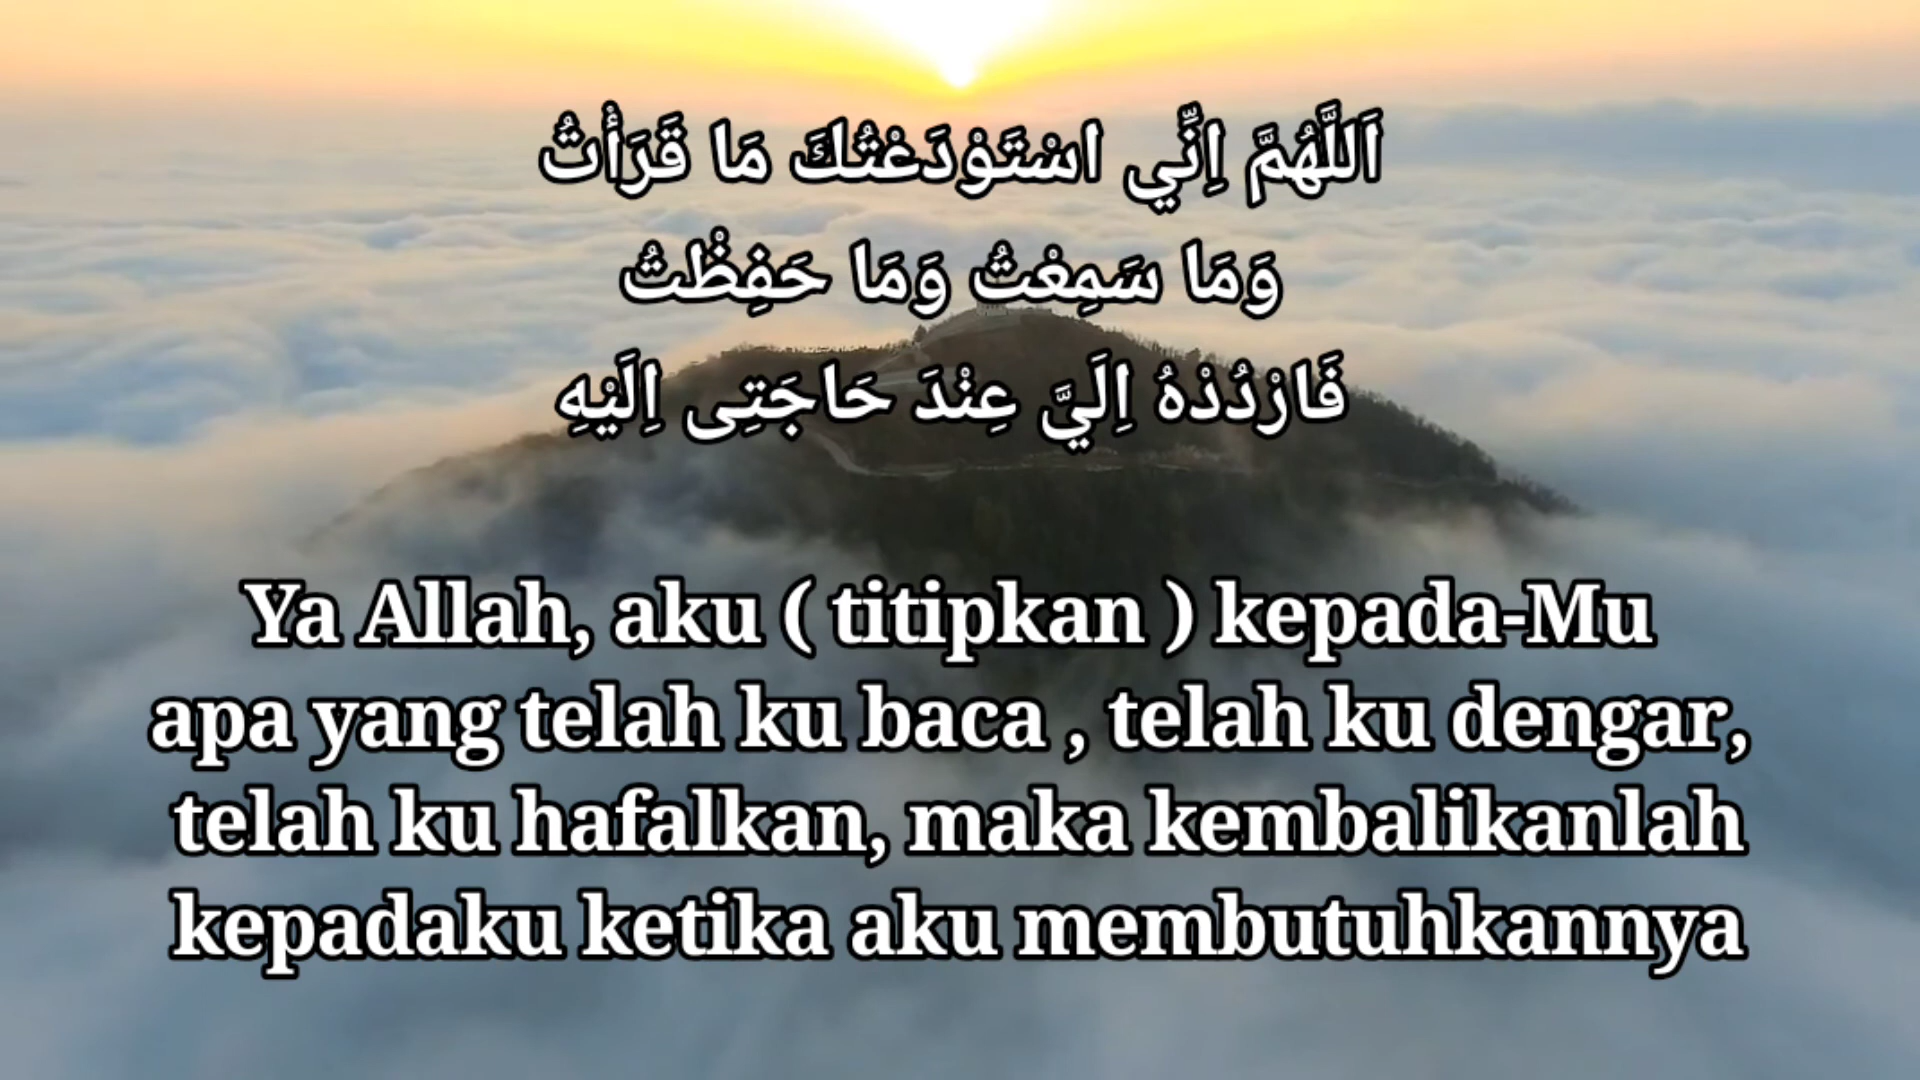 اَللَّهُمَّ اِنِّي اسْتَوْدَعْتُكَ مَا قَرَأْتُ
وَمَا سَمِعْتُ وَمَا حَفِظْتُ
فَارْدُدْهُ اِلَيَّ عِنْدَ حَاجَتِى اِلَيْهِ
Ya Allah, aku ( titipkan ) kepada-Mu
apa yang telah ku baca , telah ku dengar,
telah ku hafalkan, maka kembalikanlah
kepadaku ketika aku membutuhkannya